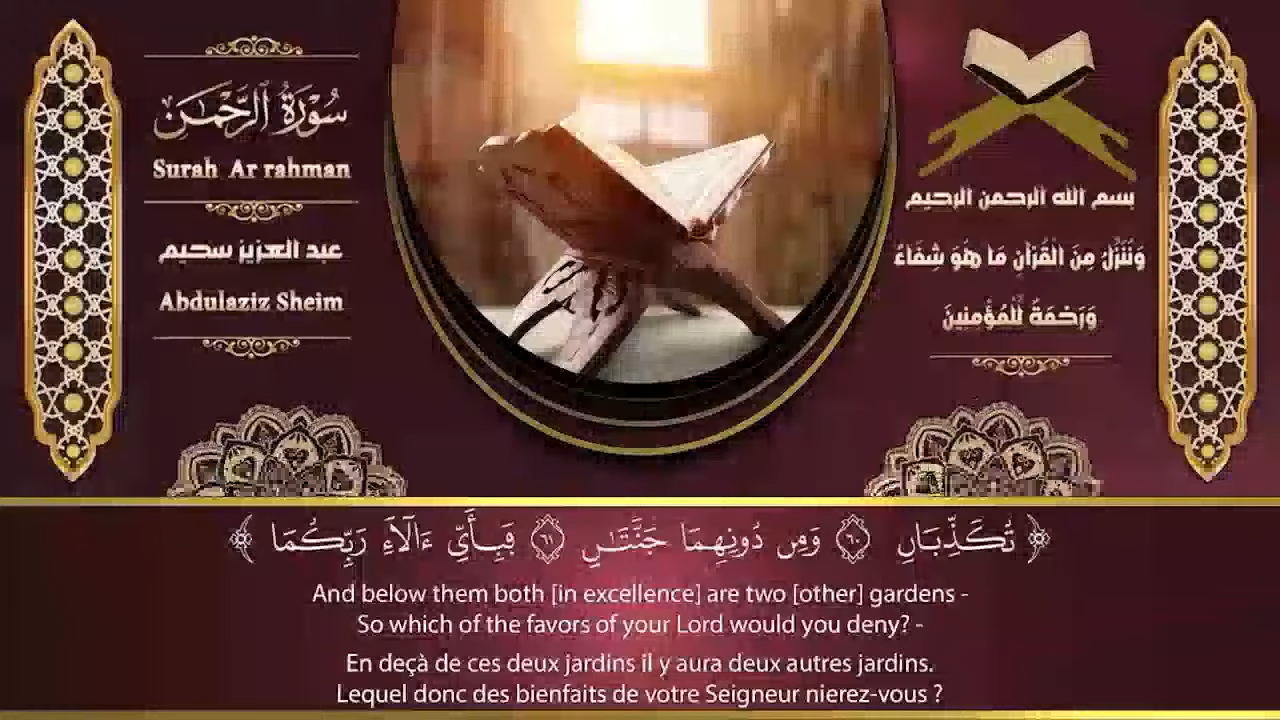 سُورَةُ الرَّحْمَٰن
Surah Ar rahman
عبد العزيز سحيم
Abdulaziz Sheim
بسم الله الرحمن الرحيم
وَنُنَزِّلُ مِنَ الْقُرْآنِ مَا هُوَ شِفَاءٌ
وَرَحْمَةٌ لِّلْمُؤْمِنِينَ
﴿ تُكَذِّبَانِ ٦٠ وَمِن دُونِهِمَا جَنَّتَانِ ٦١ فَبِأَيِّ ءَالَآءِ رَبِّكُمَا ﴾
And below them both [in excellence] are two [other] gardens -
So which of the favors of your Lord would you deny? -
En deçà de ces deux jardins il y aura deux autres jardins.
Lequel donc des bienfaits de votre Seigneur nierez-vous ?